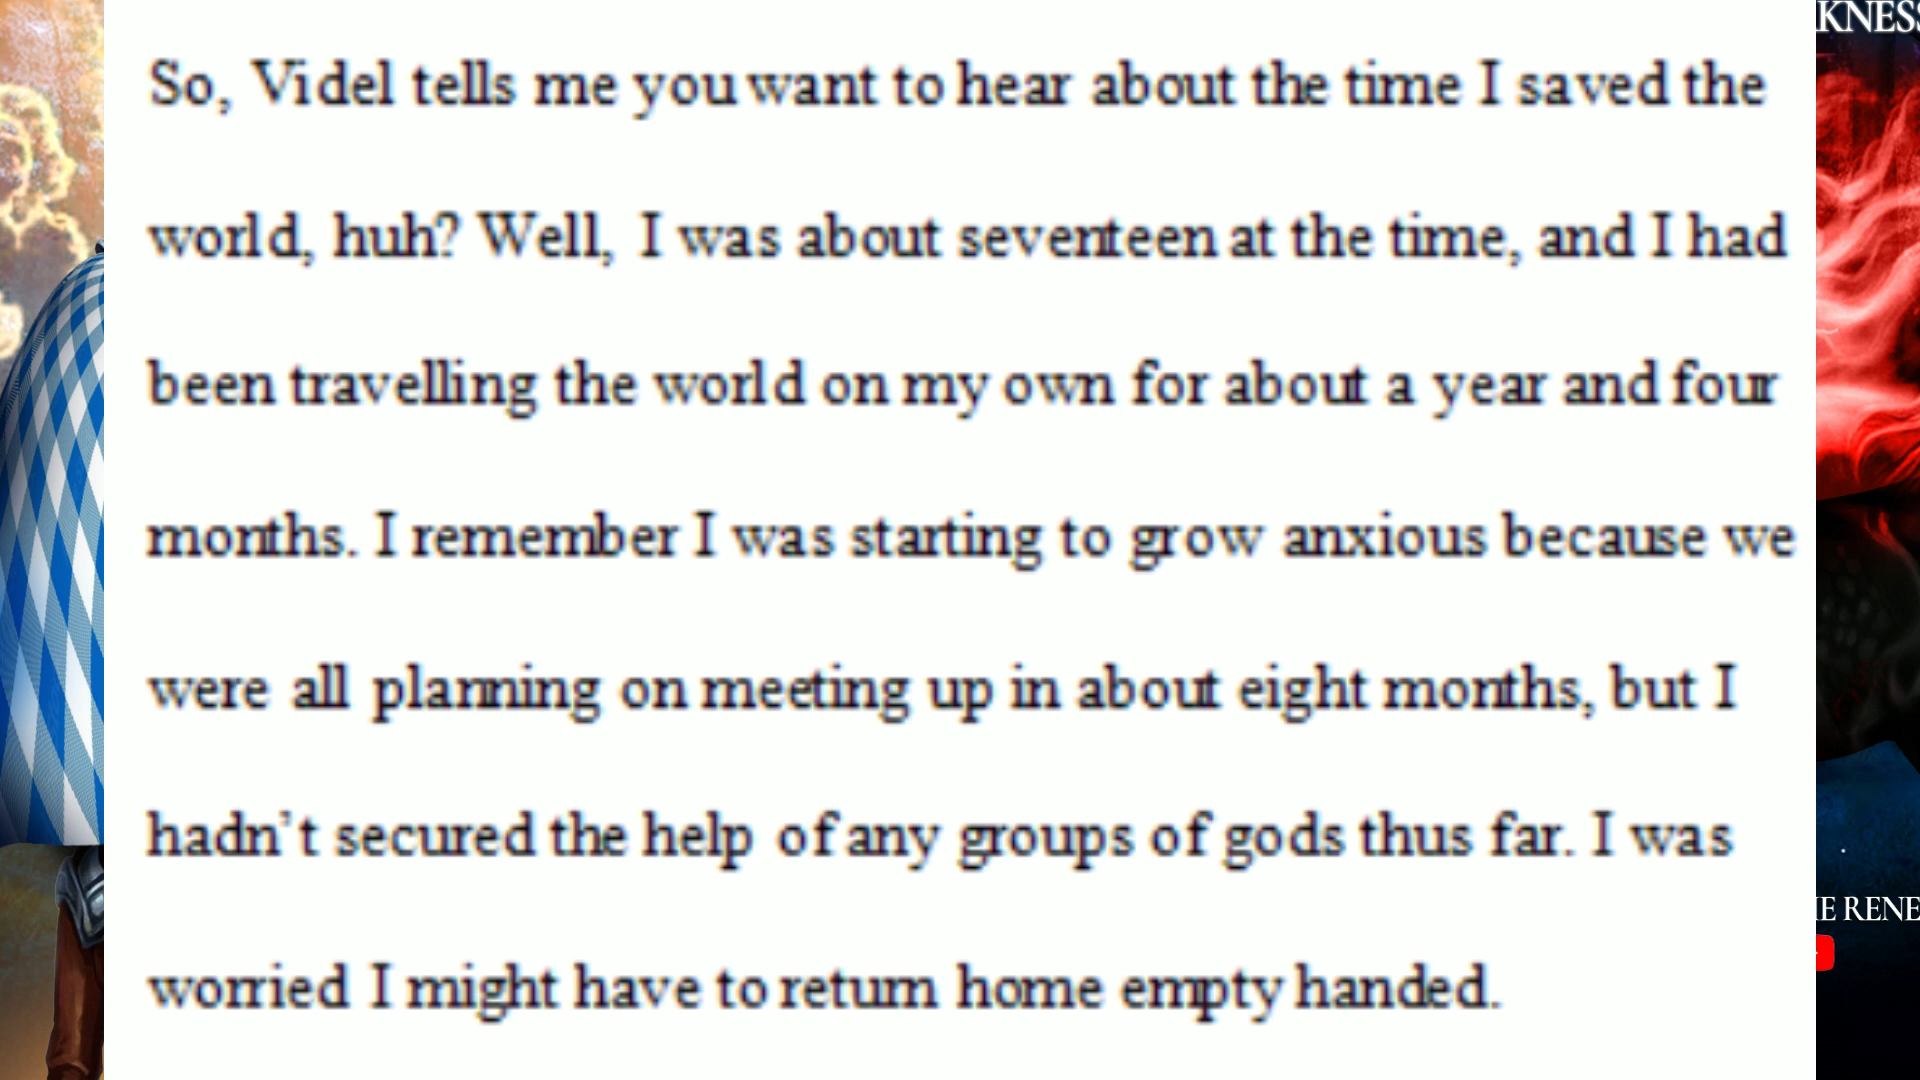 So, Videl tells me you want to hear about the time I saved the
world, huh? Well, I was about seventeen at the time, and I had
been travelling the world on my own for about a year and four
months. I remember I was starting to grow anxious because we
were all planning on meeting up in about eight months, but I
hadn't secured the help of any groups of gods thus far. I was
worried I might have to return home empty handed.
KNESS
E RENE